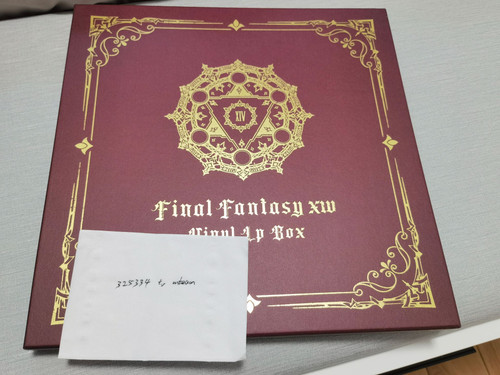 XIV
Final Fantasy XIV
Vinyl Lp Box
325334